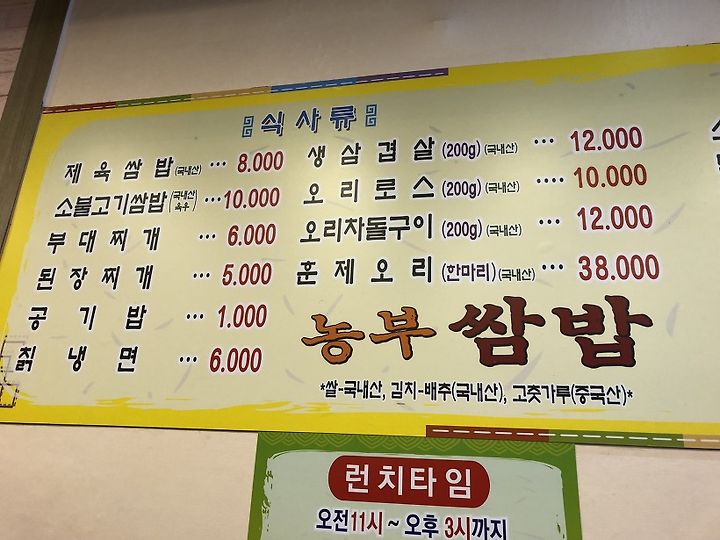 식사류
제육쌈밥(국내산) ··· 8.000
소불고기쌈밥(국내산 육우) ··· 10.000
부대찌개 ··· 6.000
된장찌개 ··· 5.000
공기밥 ··· 1.000
칡냉면 ··· 6.000
생삼겹살(200g)(국내산) ··· 12.000
오리로스(200g)(국내산) ···· 10.000
오리차돌구이(200g)(국내산) ··· 12.000
훈제오리(한마리)(국내산) ··· 38.000
농부쌈밥
*쌀-국내산, 김치-배추(국내산), 고춧가루(중국산)*
런치타임
오전11시~오후3시까지